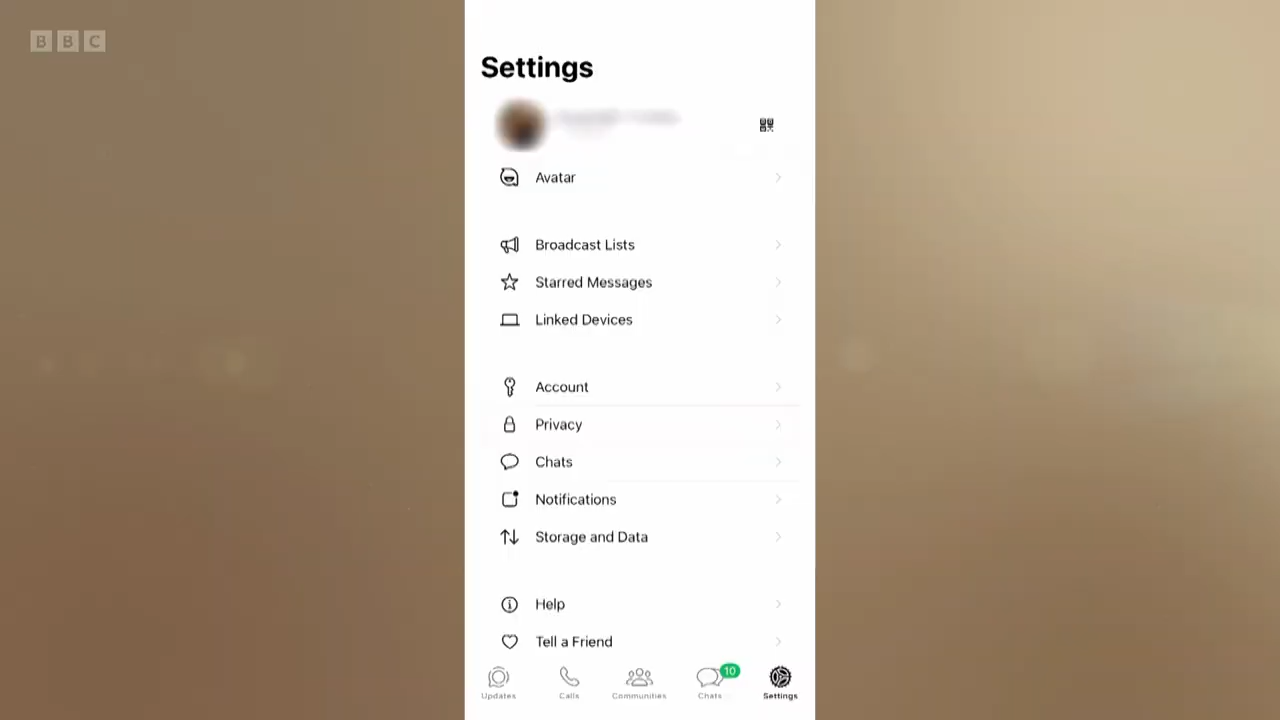 BBC
Settings
Avatar
Broadcast Lists
Starred Messages
Linked Devices
Account
Privacy
Chats
Notifications
Storage and Data
Help
Tell a Friend
10
Updates
Calls
Communities
Chats
Settings